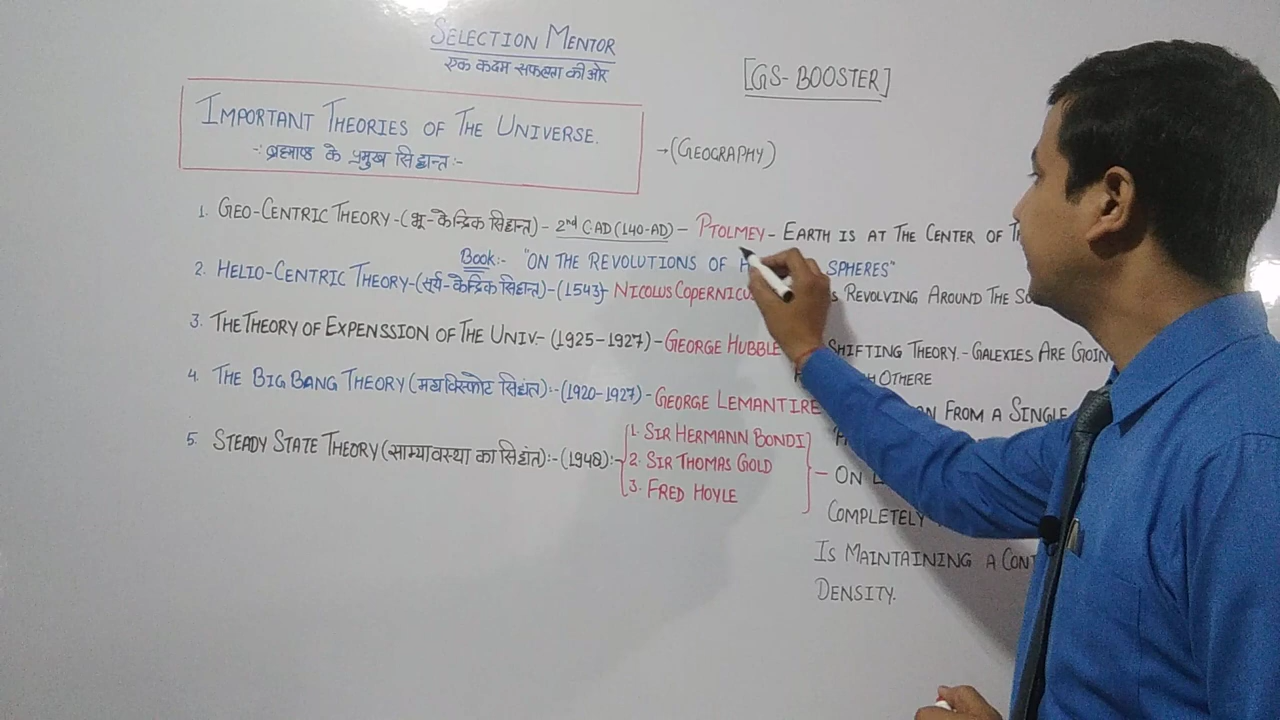 SELECTION MENTOR
एक कदम सफलता की ओर
[GS-BOOSTER]
IMPORTANT THEORIES OF THE UNIVERSE.
-: ब्रह्माण्ड के प्रमुख सिद्धान्त :-
→(GEOGRAPHY)
1. GEO-CENTRIC THEORY-(भू-केन्द्रिक सिद्धान्त)- 2nd C.AD (140-AD)- PTOLMEY- EARTH IS AT THE CENTER OF
Book:- "ON THE REVOLUTIONS OF SPHERES"
2. HELIO-CENTRIC THEORY-(सूर्य-केन्द्रिक सिद्धान्त)-(1543)- NICOLUS COPERNICUS REVOLVING AROUND THE
3. THE THEORY OF EXPENSSION OF THE UNIV-(1925-1927)-GEORGE HUBBLE SHIFTING THEORY.-GALEXIES ARE
OTHERE
4. THE BIG BANG THEORY (महाविस्फोट सिद्धांत):-(1920-1927)-GEORGE LEMANTIRE FROM A SINGLE
5. STEADY STATE THEORY (साम्यावस्था का सिद्धांत):-(1948):-
1. SIR HERMANN BONDI
2. SIR THOMAS GOLD
3. FRED HOYLE
- ON
COMPLETELY
IS MAINTAINING A
DENSITY.